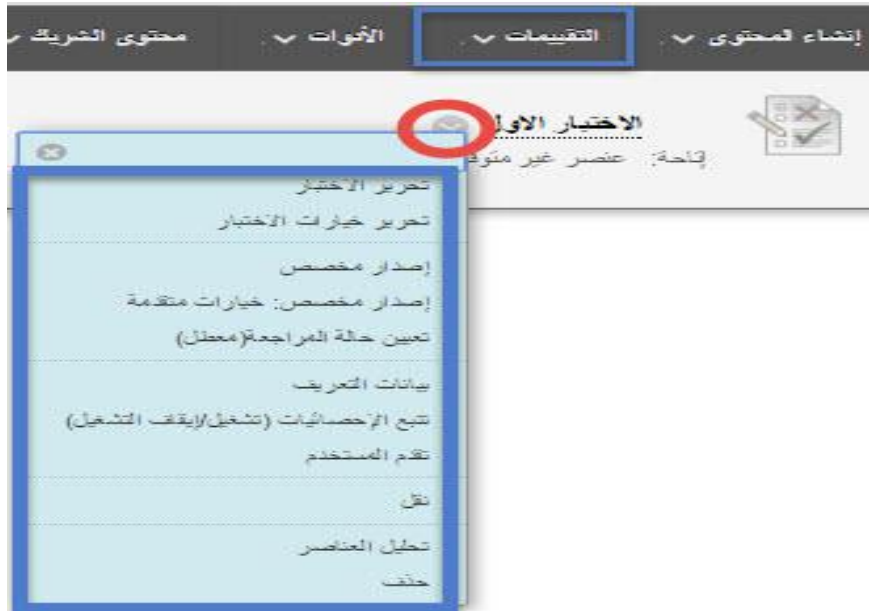 إنشاء المحتوى التقييمات الأدوات محتوى الشريك
الاختبار الاول
إتاحة: عنصر غير متوف
تحرير الاختبار
تحرير خيارات الاختبار
إصدار مخصص
إصدار مخصص: خيارات متقدمة
تعيين حالة المراجعة(معطل)
بيانات التعريف
تتبع الإحصائيات (تشغيل/إيقاف التشغيل)
تقدم المستخدم
نقل
تحليل العناصر
حذف